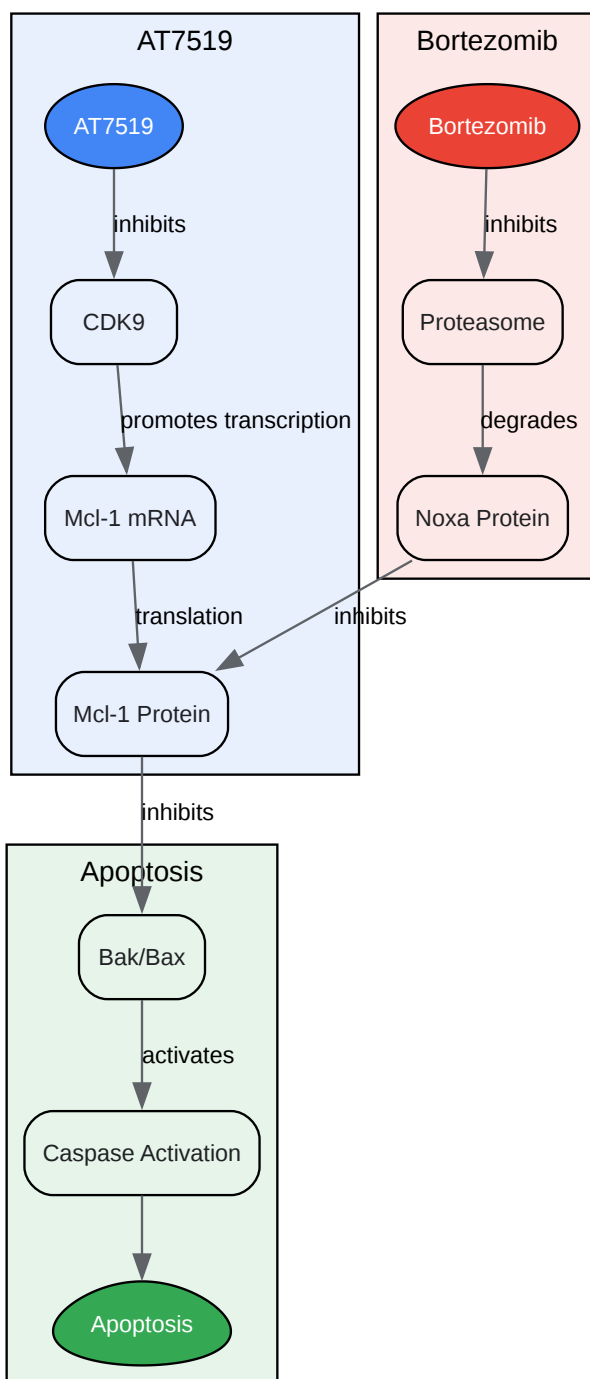 AT7519
Bortezomib
AT7519
Bortezomib
inhibits
inhibits
CDK9
Proteasome
promotes transcription
degrades
Mcl-1 mRNA
Noxa Protein
translation
inhibits
Mcl-1 Protein
inhibits
Apoptosis
Bak/Bax
activates
Caspase Activation
Apoptosis